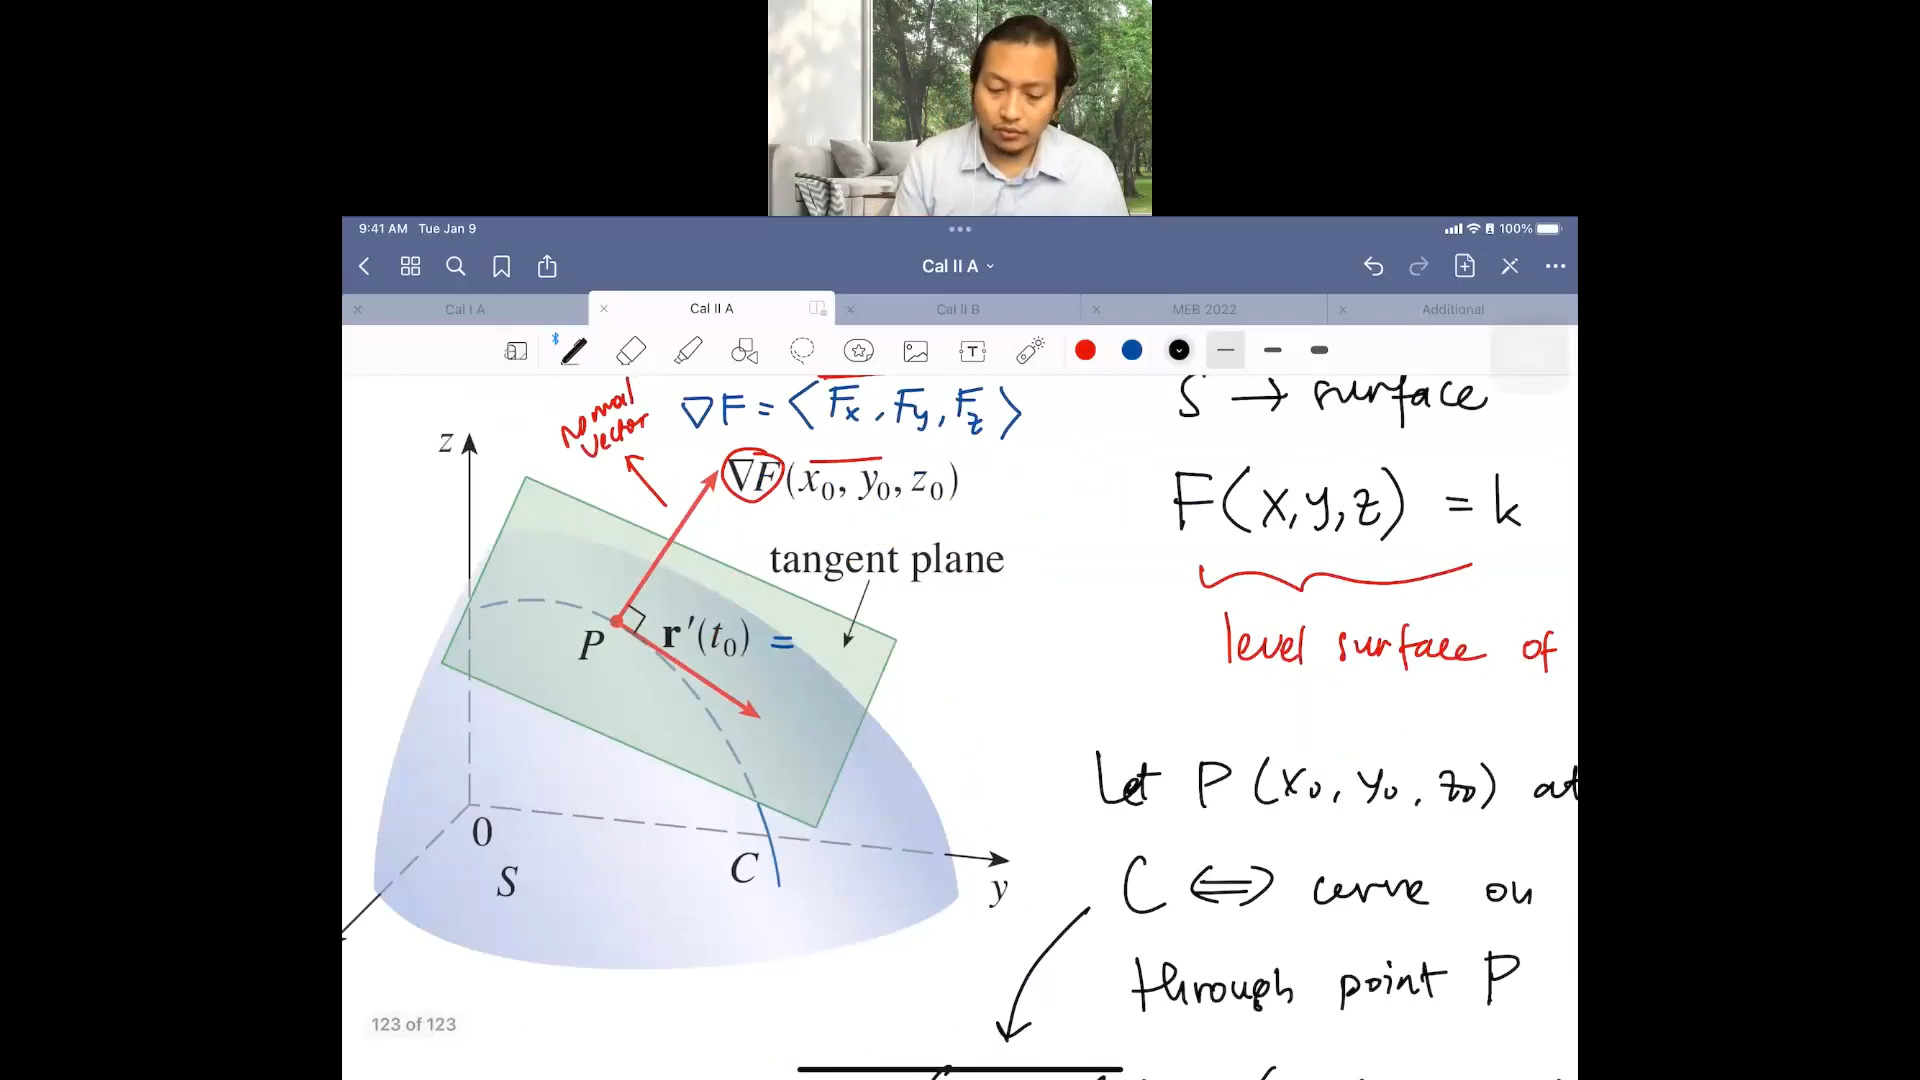 9:41 AM Tue Jan 9
100%
Cal II A
Cal I A
Cal II A
Cal II B
MEB 2022
Additional
T
normal
vector
∇F = ⟨Fx, Fy, Fz⟩
∇F(x₀, y₀, z₀)
z
tangent plane
P
r′(t₀) =
0
S
C
y
S → surface
F(x,y,z) = k
level surface of
Let P(x₀, y₀, z₀) at
C ⟺ curve on
through point P
123 of 123